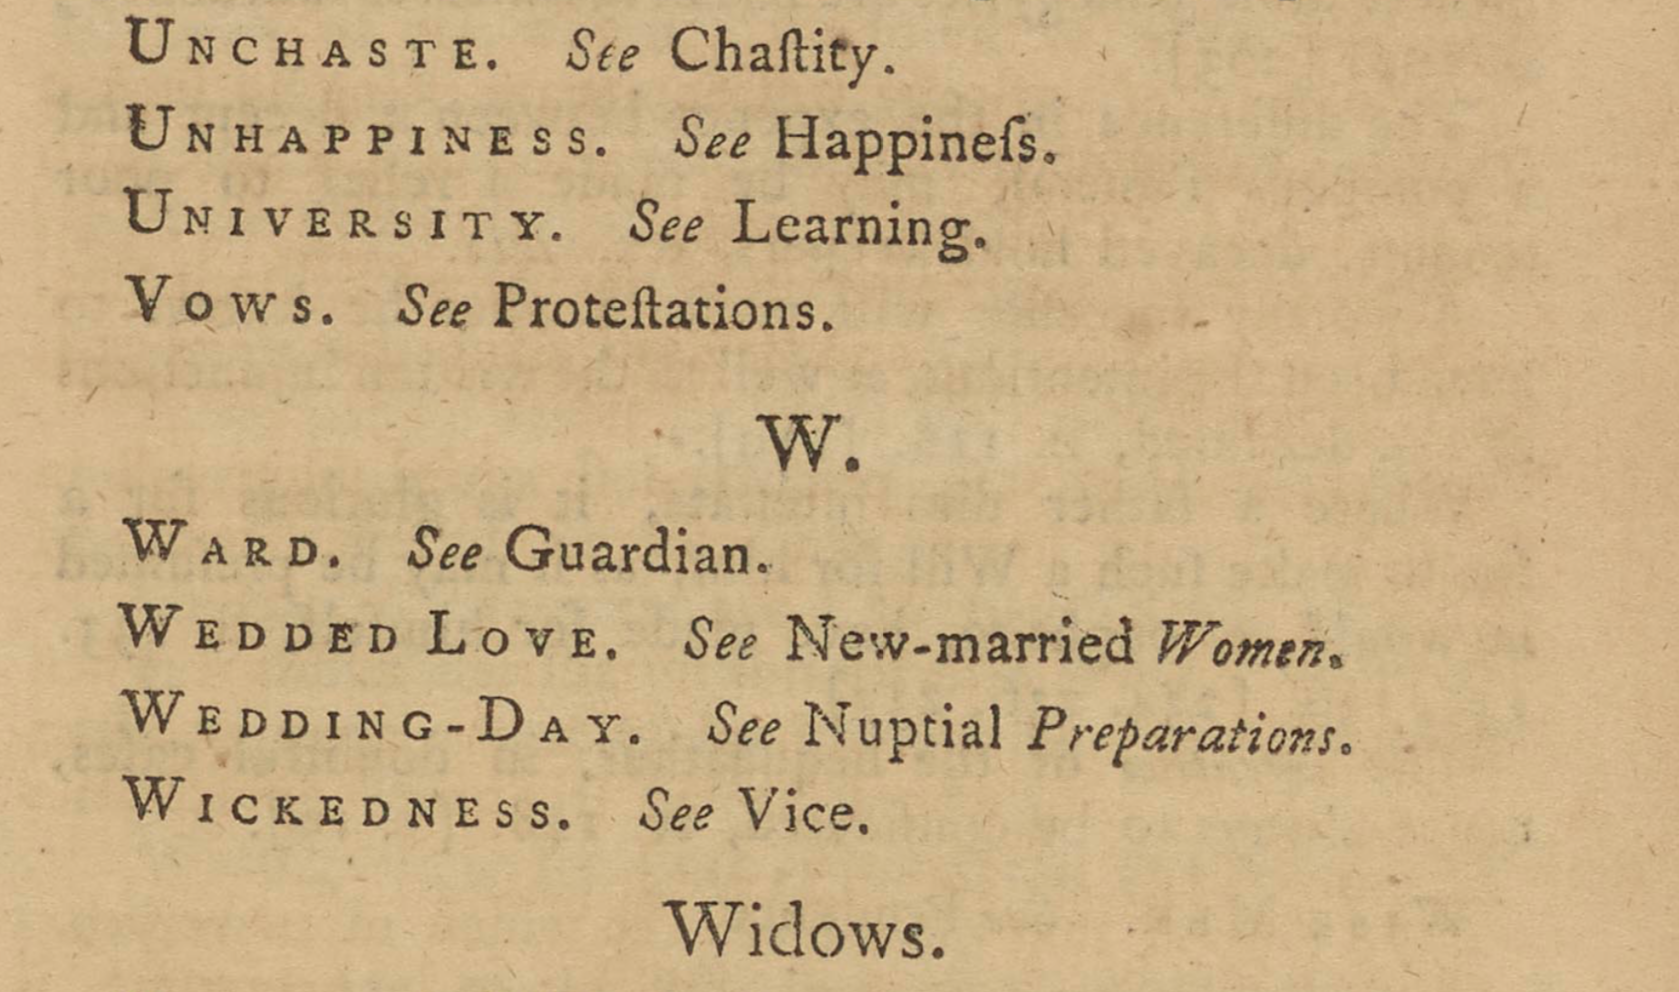 UNCHASTE. See Chaſtity.
UNHAPPINESS. See Happineſs.
UNIVERSITY. See Learning.
VOWS. See Proteſtations.
W.
WARD. See Guardian.
WEDDED LOVE. See New-married Women.
WEDDING-DAY. See Nuptial Preparations.
WICKEDNESS. See Vice.
Widows.